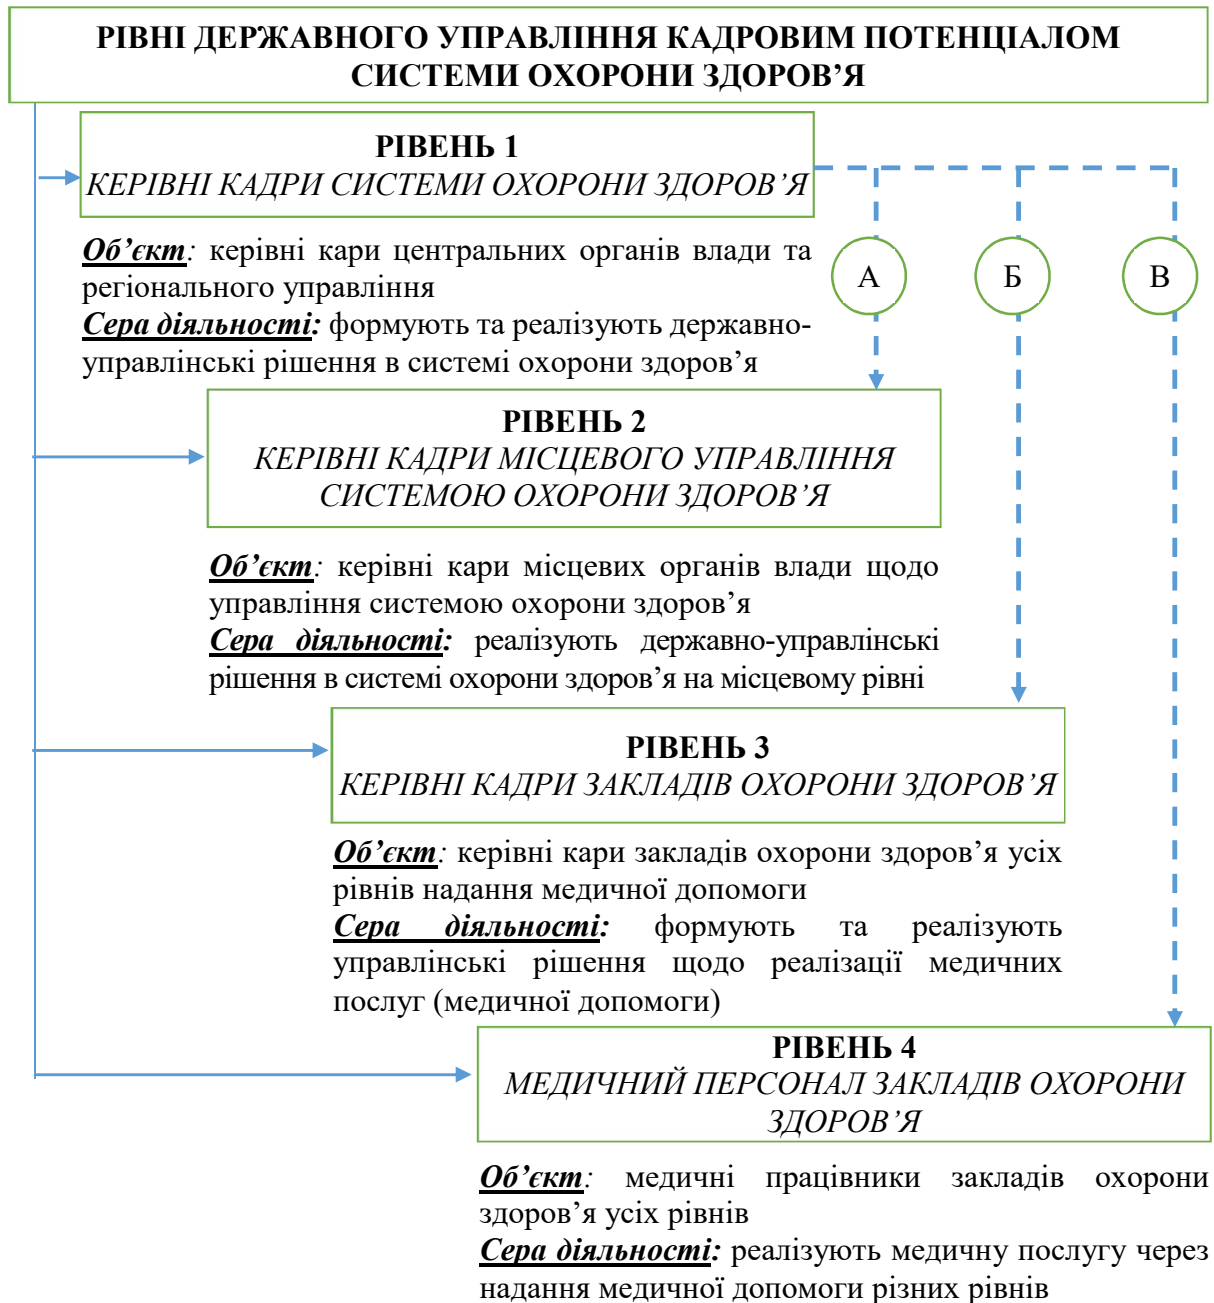 РІВНІ ДЕРЖАВНОГО УПРАВЛІННЯ КАДРОВИМ ПОТЕНЦІАЛОМ
СИСТЕМИ ОХОРОНИ ЗДОРОВ’Я
РІВЕНЬ 1
КЕРІВНІ КАДРИ СИСТЕМИ ОХОРОНИ ЗДОРОВ’Я
Об’єкт: керівні кари центральних органів влади та
регіонального управління
Сера діяльності: формують та реалізують державно-
управлінські рішення в системі охорони здоров’я
А
Б
В
РІВЕНЬ 2
КЕРІВНІ КАДРИ МІСЦЕВОГО УПРАВЛІННЯ
СИСТЕМОЮ ОХОРОНИ ЗДОРОВ’Я
Об’єкт: керівні кари місцевих органів влади щодо
управління системою охорони здоров’я
Сера діяльності: реалізують державно-управлінські
рішення в системі охорони здоров’я на місцевому рівні
РІВЕНЬ 3
КЕРІВНІ КАДРИ ЗАКЛАДІВ ОХОРОНИ ЗДОРОВ’Я
Об’єкт: керівні кари закладів охорони здоров’я усіх
рівнів надання медичної допомоги
Сера діяльності: формують та реалізують
управлінські рішення щодо реалізації медичних
послуг (медичної допомоги)
РІВЕНЬ 4
МЕДИЧНИЙ ПЕРСОНАЛ ЗАКЛАДІВ ОХОРОНИ
ЗДОРОВ’Я
Об’єкт: медичні працівники закладів охорони
здоров’я усіх рівнів
Сера діяльності: реалізують медичну послугу через
надання медичної допомоги різних рівнів